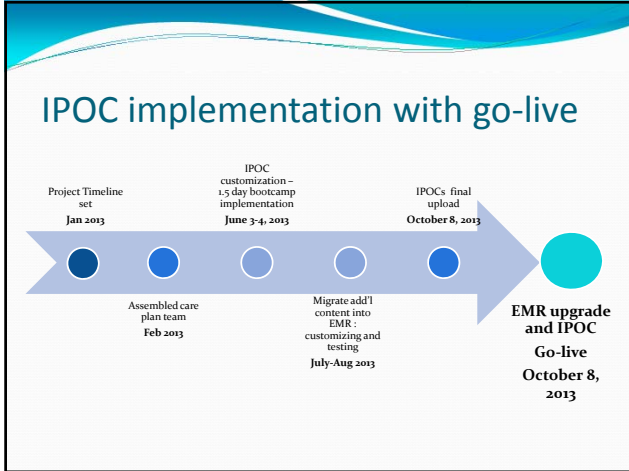 IPOC implementation with go-live
Project Timeline
set
Jan 2013
Assembled care
plan team
Feb 2013
IPOC
customization –
1.5 day bootcamp
implementation
June 3-4, 2013
Migrate add'l
content into
EMR :
customizing and
testing
July-Aug 2013
IPOCs final
upload
October 8, 2013
EMR upgrade
and IPOC
Go-live
October 8,
2013